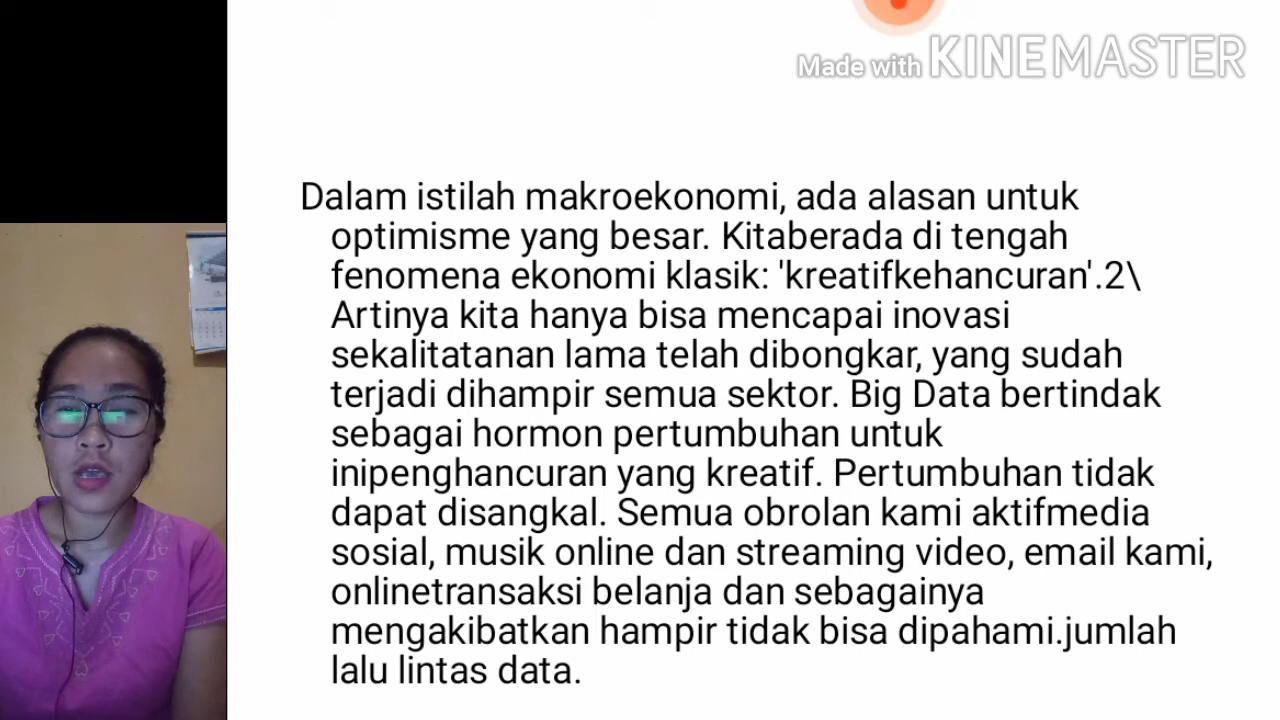 Made with KINEMASTER
Dalam istilah makroekonomi, ada alasan untuk
optimisme yang besar. Kitaberada di tengah
fenomena ekonomi klasik: 'kreatifkehancuran'.2\
Artinya kita hanya bisa mencapai inovasi
sekalitatanan lama telah dibongkar, yang sudah
terjadi dihampir semua sektor. Big Data bertindak
sebagai hormon pertumbuhan untuk
inipenghancuran yang kreatif. Pertumbuhan tidak
dapat disangkal. Semua obrolan kami aktifmedia
sosial, musik online dan streaming video, email kami,
onlinetransaksi belanja dan sebagainya
mengakibatkan hampir tidak bisa dipahami.jumlah
lalu lintas data.